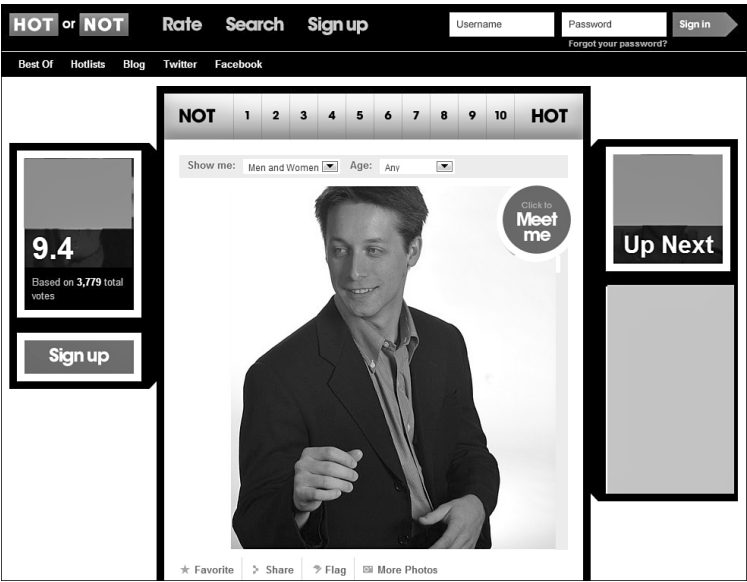 HOT or NOT Rate Search Sign up Username Password Sign in
Forgot your password?
Best Of Hotlists Blog Twitter Facebook
NOT 1 2 3 4 5 6 7 8 9 10 HOT
Show me: Men and Women Age: Any
Click to
Meet
me
9.4
Based on 3,779 total
votes
Sign up
Up Next
Favorite Share Flag More Photos